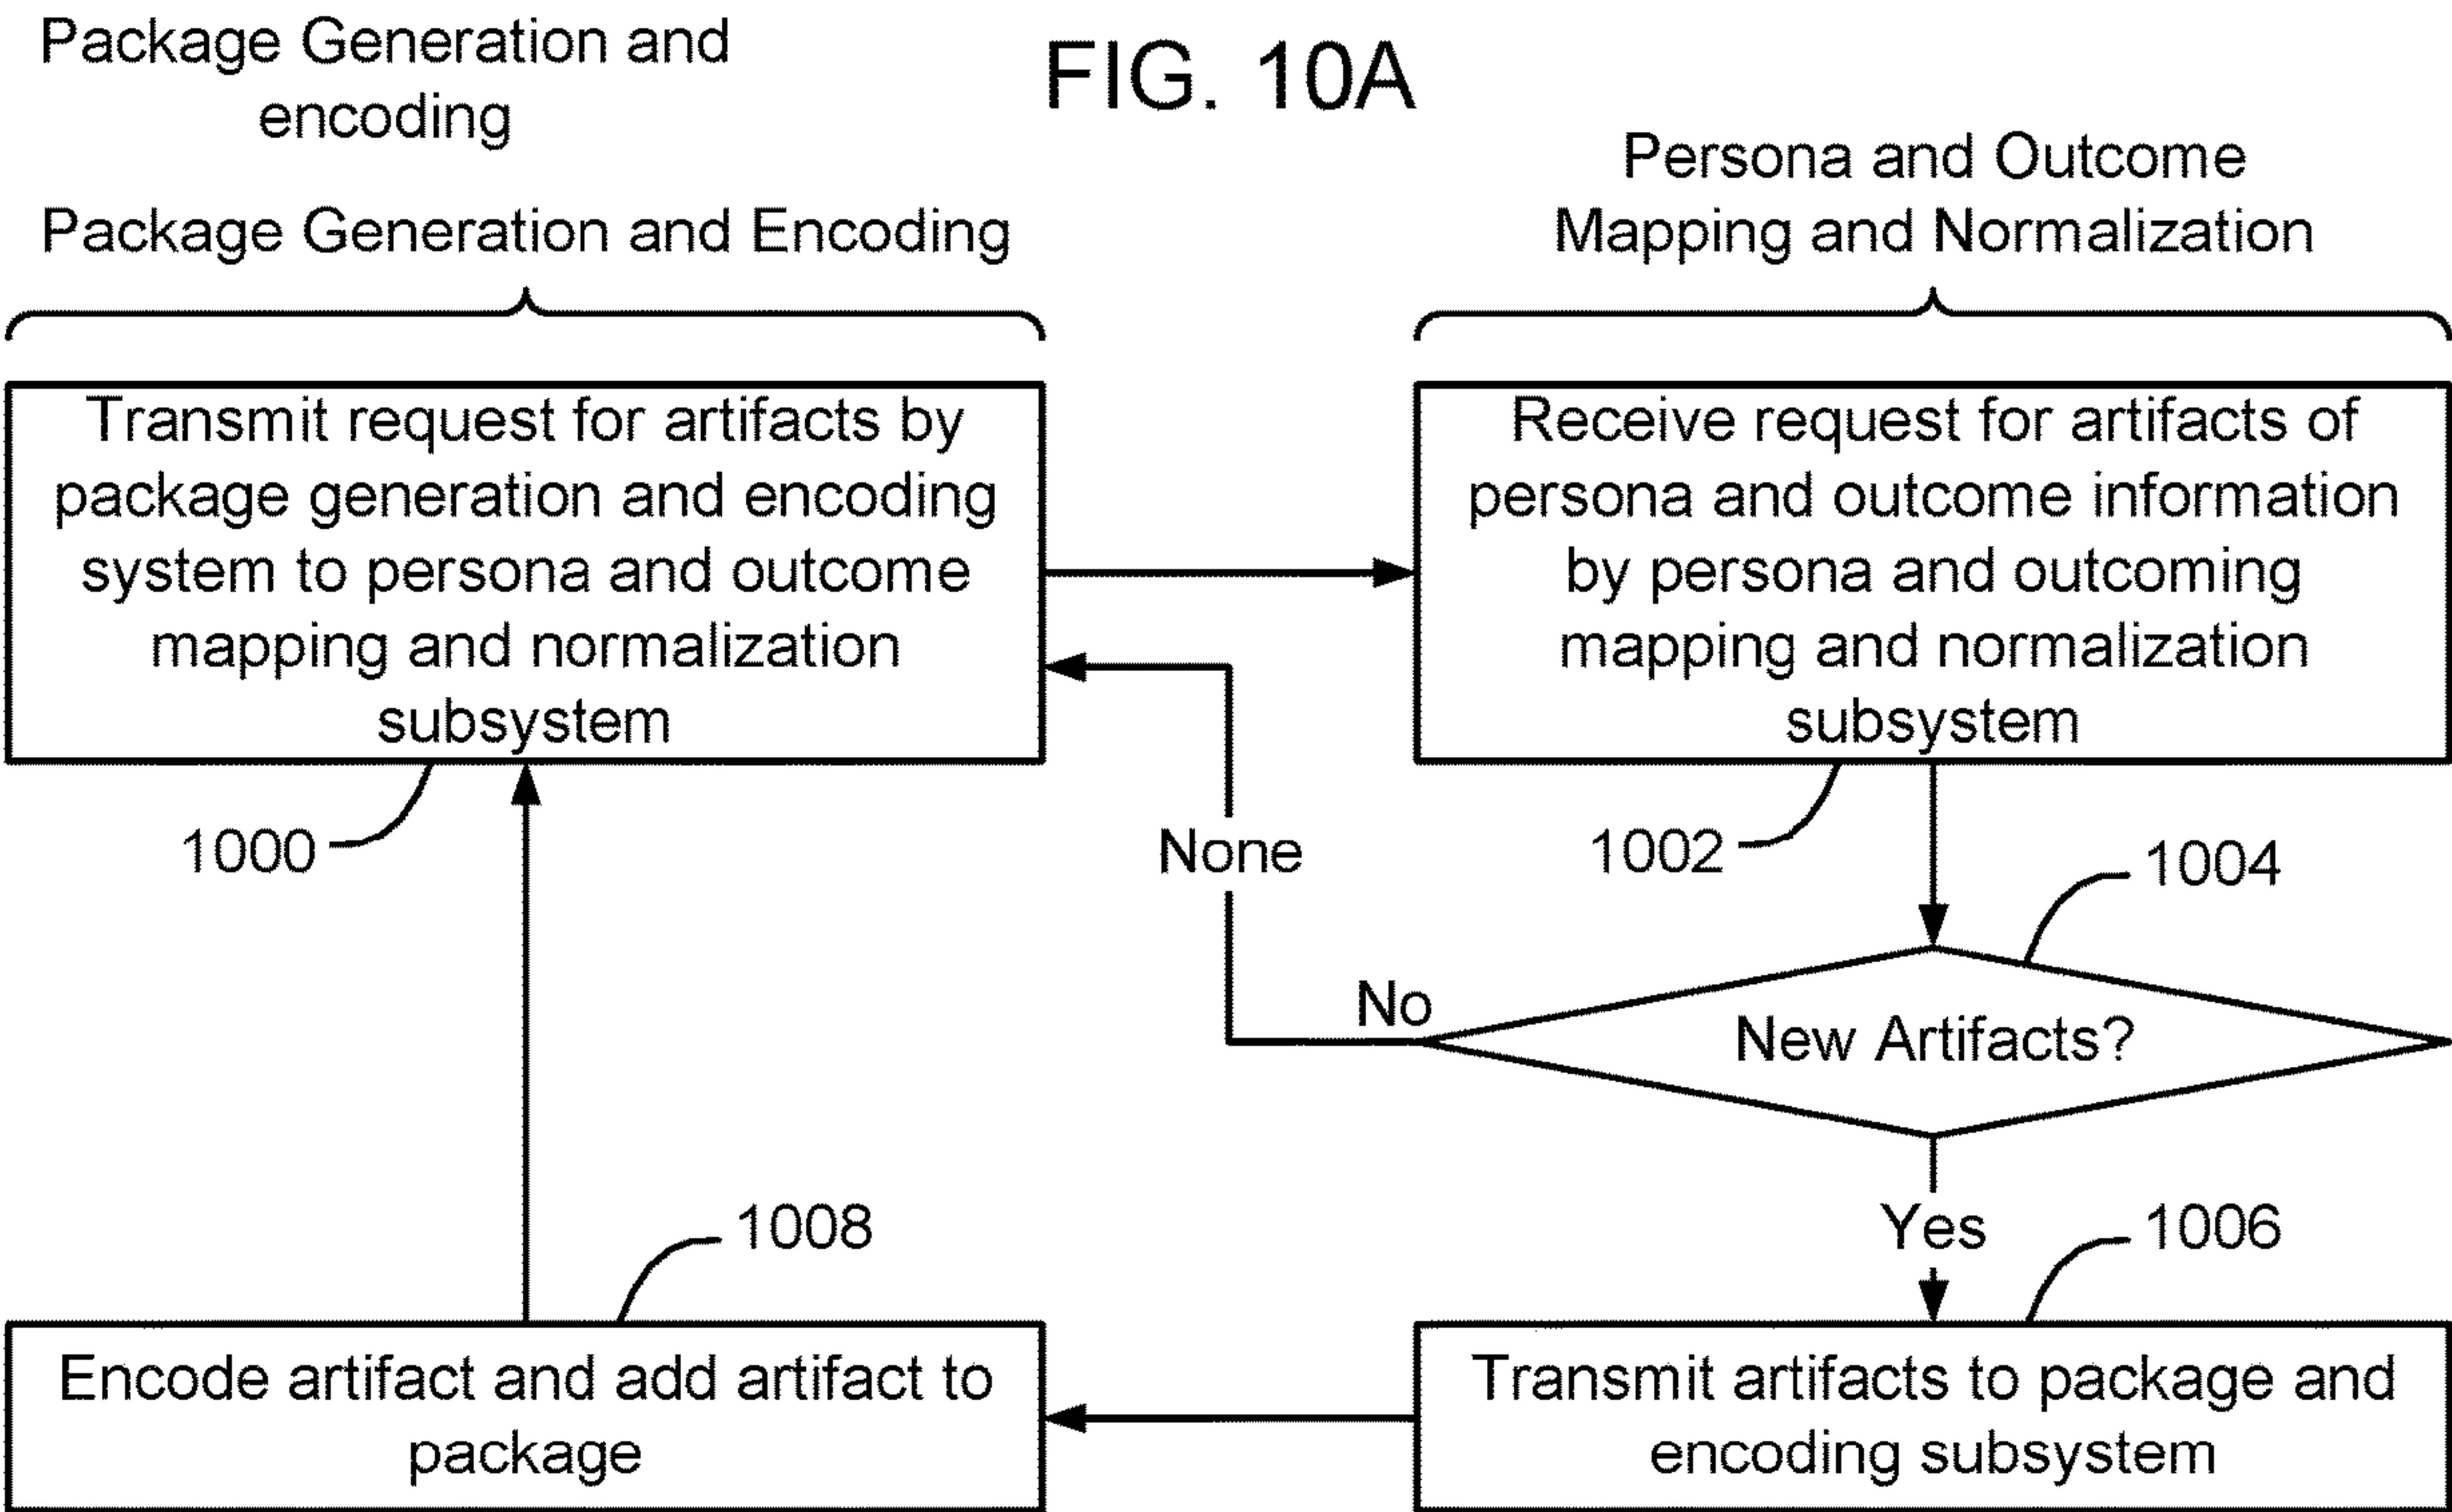 Package Generation and
encoding
FIG. 10A
Package Generation and Encoding
Persona and Outcome
Mapping and Normalization
Transmit request for artifacts by
package generation and encoding
system to persona and outcome
mapping and normalization
subsystem
1000
Receive request for artifacts of
persona and outcome information
by persona and outcoming
mapping and normalization
subsystem
1002
None
1004
No
New Artifacts?
Yes
1006
1008
Transmit artifacts to package and
encoding subsystem
Encode artifact and add artifact to
package